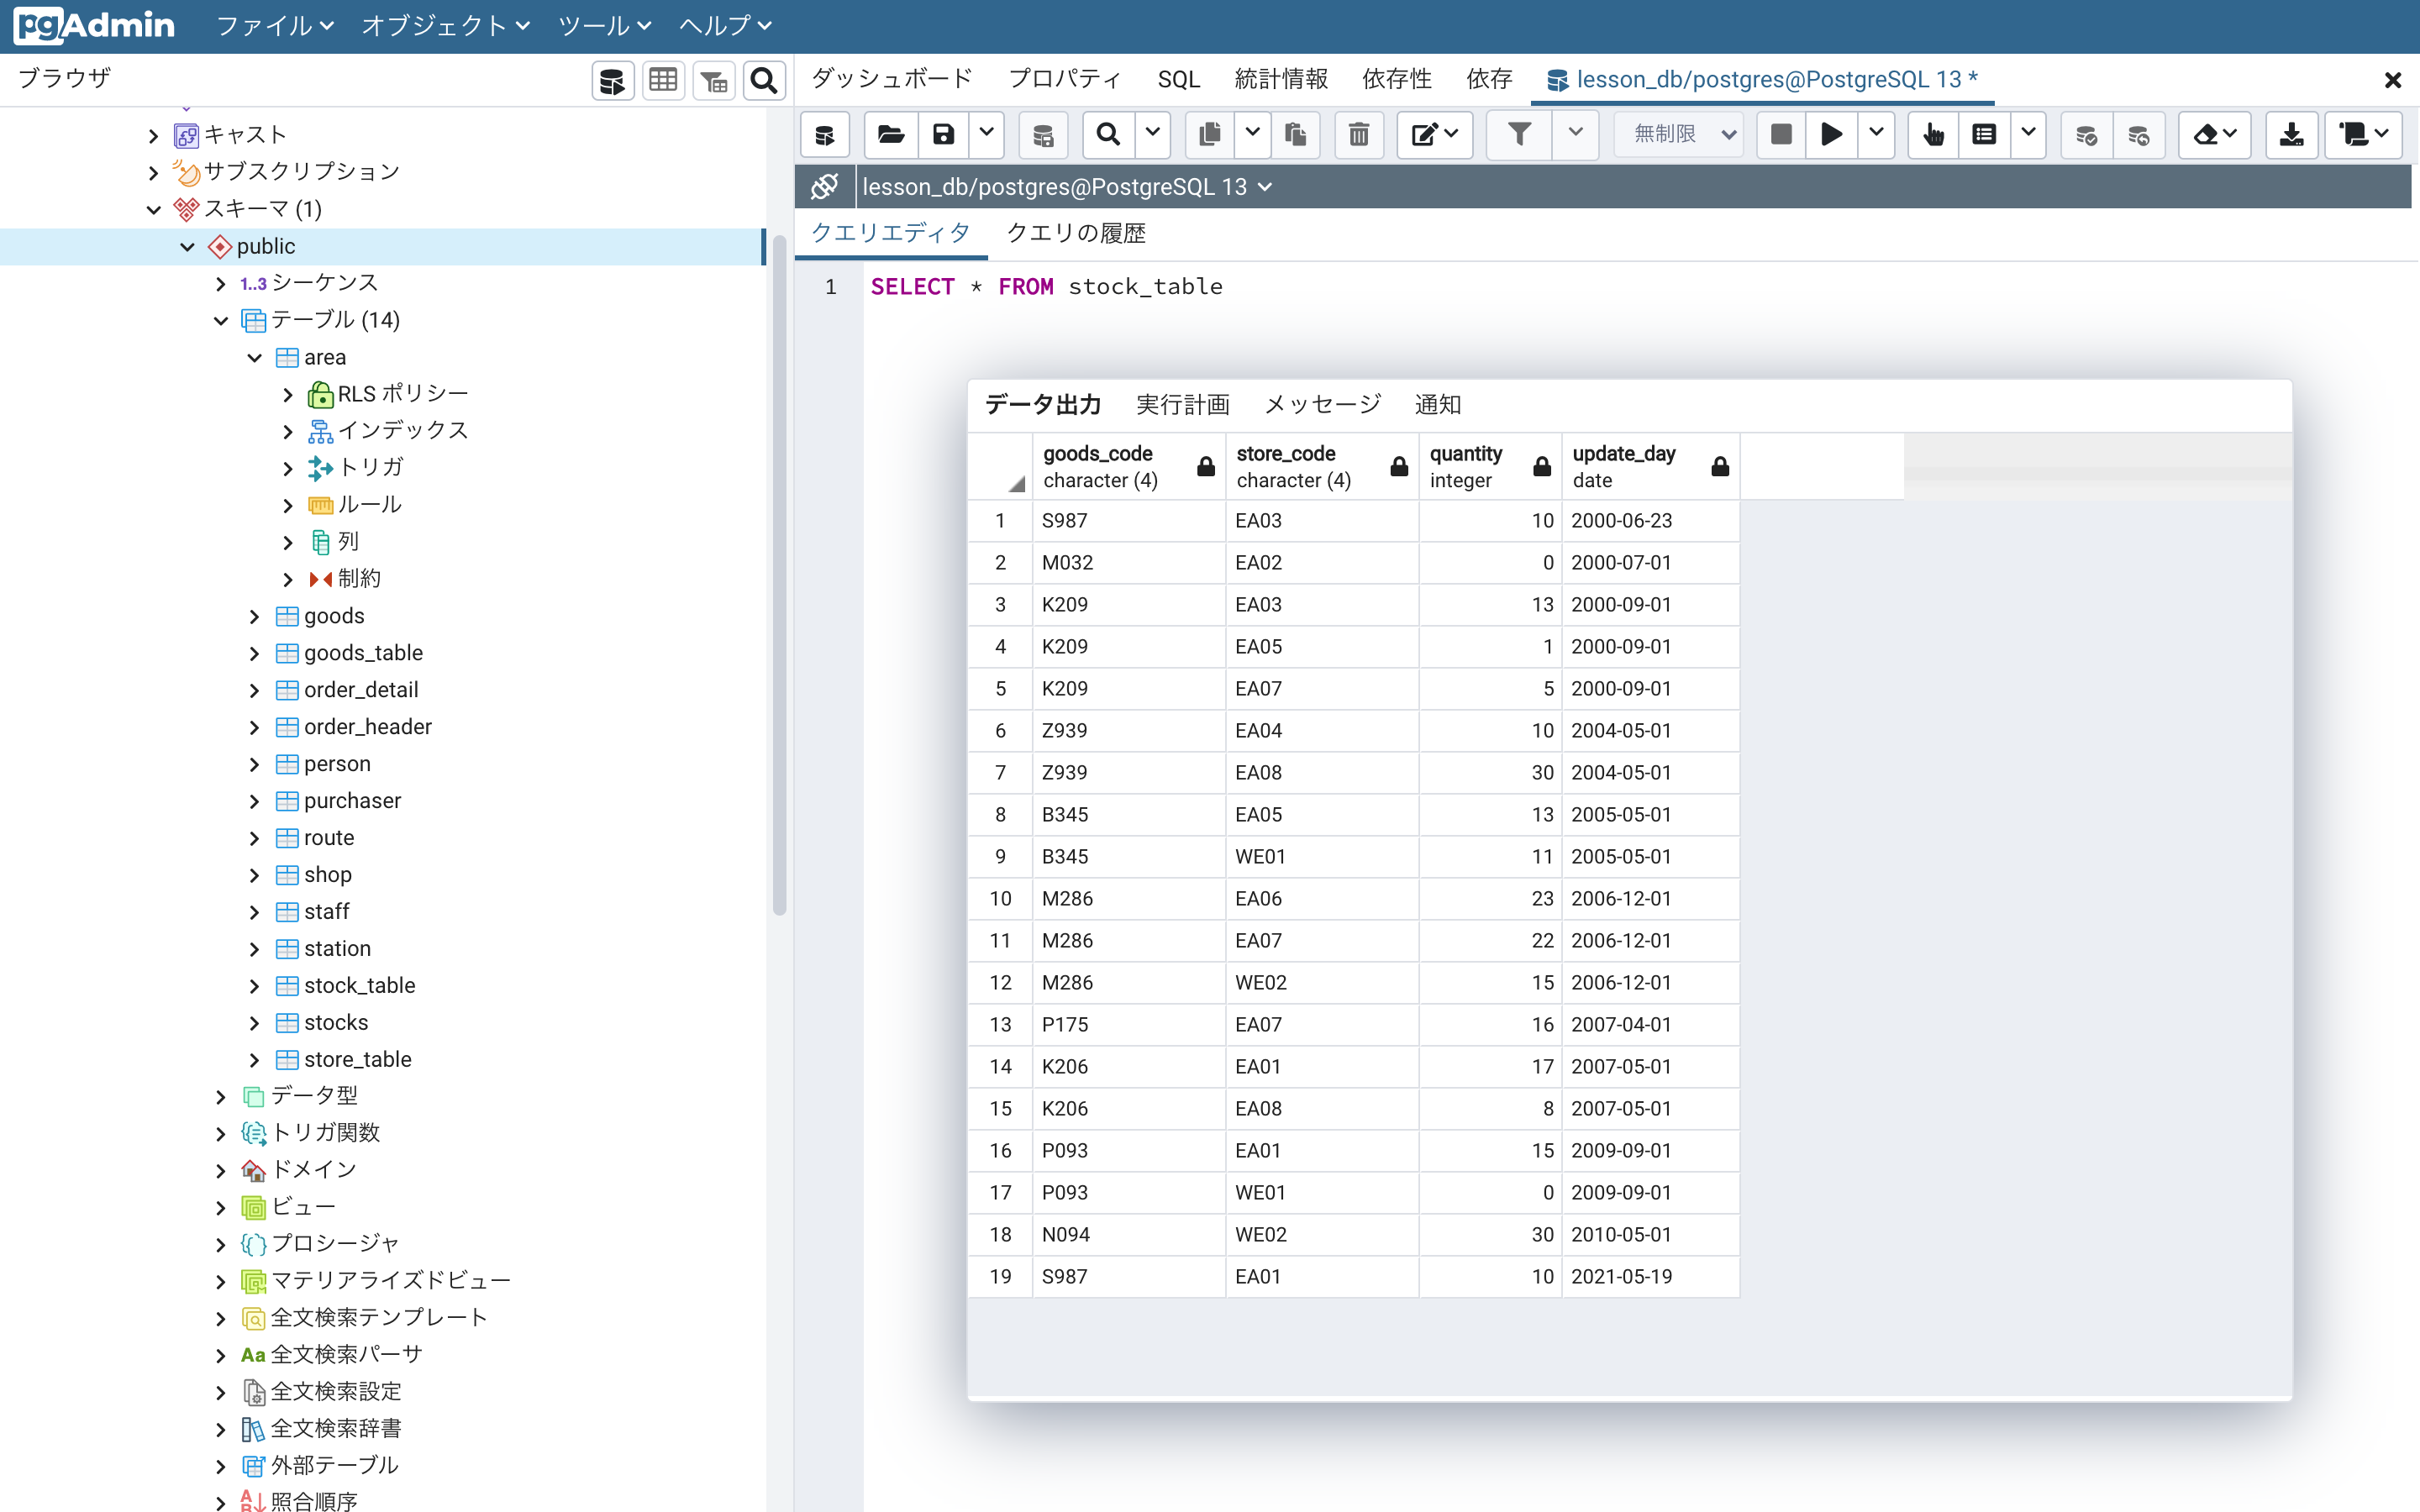 pgAdmin ファイル オブジェクト ツール ヘルプ
ブラウザ
キャスト
サブスクリプション
スキーマ (1)
public
1..3 シーケンス
テーブル (14)
area
RLS ポリシー
インデックス
トリガ
ルール
列
制約
goods
goods_table
order_detail
order_header
person
purchaser
route
shop
staff
station
stock_table
stocks
store_table
データ型
トリガ関数
ドメイン
ビュー
プロシージャ
マテリアライズドビュー
全文検索テンプレート
Aa 全文検索パーサ
全文検索設定
全文検索辞書
外部テーブル
照合順序
ダッシュボード プロパティ SQL 統計情報 依存性 依存 lesson_db/postgres@PostgreSQL 13 *
無制限
lesson_db/postgres@PostgreSQL 13
クエリエディタ クエリの履歴
1 SELECT * FROM stock_table
データ出力 実行計画 メッセージ 通知
goods_code store_code quantity update_day
character (4) character (4) integer date
1 S987 EA03 10 2000-06-23
2 M032 EA02 0 2000-07-01
3 K209 EA03 13 2000-09-01
4 K209 EA05 1 2000-09-01
5 K209 EA07 5 2000-09-01
6 Z939 EA04 10 2004-05-01
7 Z939 EA08 30 2004-05-01
8 B345 EA05 13 2005-05-01
9 B345 WE01 11 2005-05-01
10 M286 EA06 23 2006-12-01
11 M286 EA07 22 2006-12-01
12 M286 WE02 15 2006-12-01
13 P175 EA07 16 2007-04-01
14 K206 EA01 17 2007-05-01
15 K206 EA08 8 2007-05-01
16 P093 EA01 15 2009-09-01
17 P093 WE01 0 2009-09-01
18 N094 WE02 30 2010-05-01
19 S987 EA01 10 2021-05-19